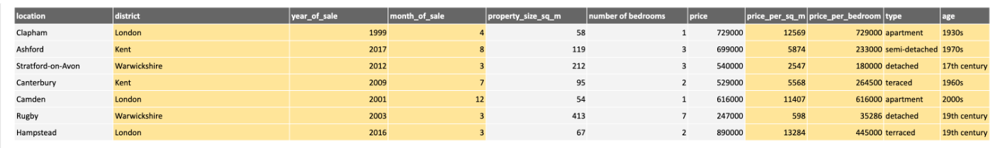 location district year_of_sale month_of_sale property_size_sq_m number of bedrooms price price_per_sq_m price_per_bedroom type age
Clapham London 1999 4 58 1 729000 12569 729000 apartment 1930s
Ashford Kent 2017 8 119 3 699000 5874 233000 semi-detached 1970s
Stratford-on-Avon Warwickshire 2012 3 212 3 540000 2547 180000 detached 17th century
Canterbury Kent 2009 7 95 2 529000 5568 264500 teraced 1960s
Camden London 2001 12 54 1 616000 11407 616000 apartment 2000s
Rugby Warwickshire 2003 3 413 7 247000 598 35286 detached 19th century
Hampstead London 2016 3 67 2 890000 13284 445000 terraced 19th century